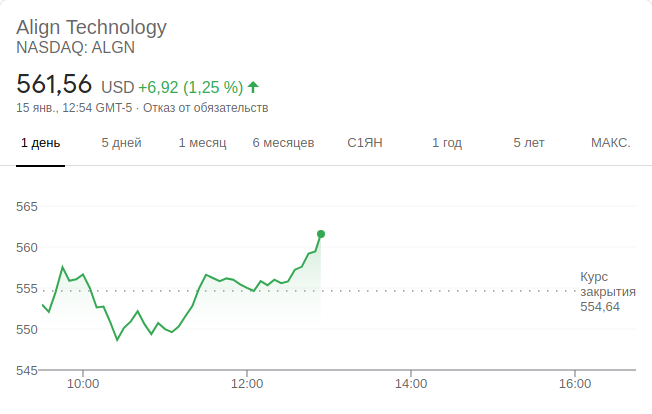 Align Technology
NASDAQ: ALGN
561,56 USD +6,92 (1,25 %)
15 янв., 12:54 GMT-5 · Отказ от обязательств
1 день 5 дней 1 месяц 6 месяцев С1ЯН 1 год 5 лет МАКС.
565
560
555
550
545
Курс
закрытия
554,64
10:00 12:00 14:00 16:00